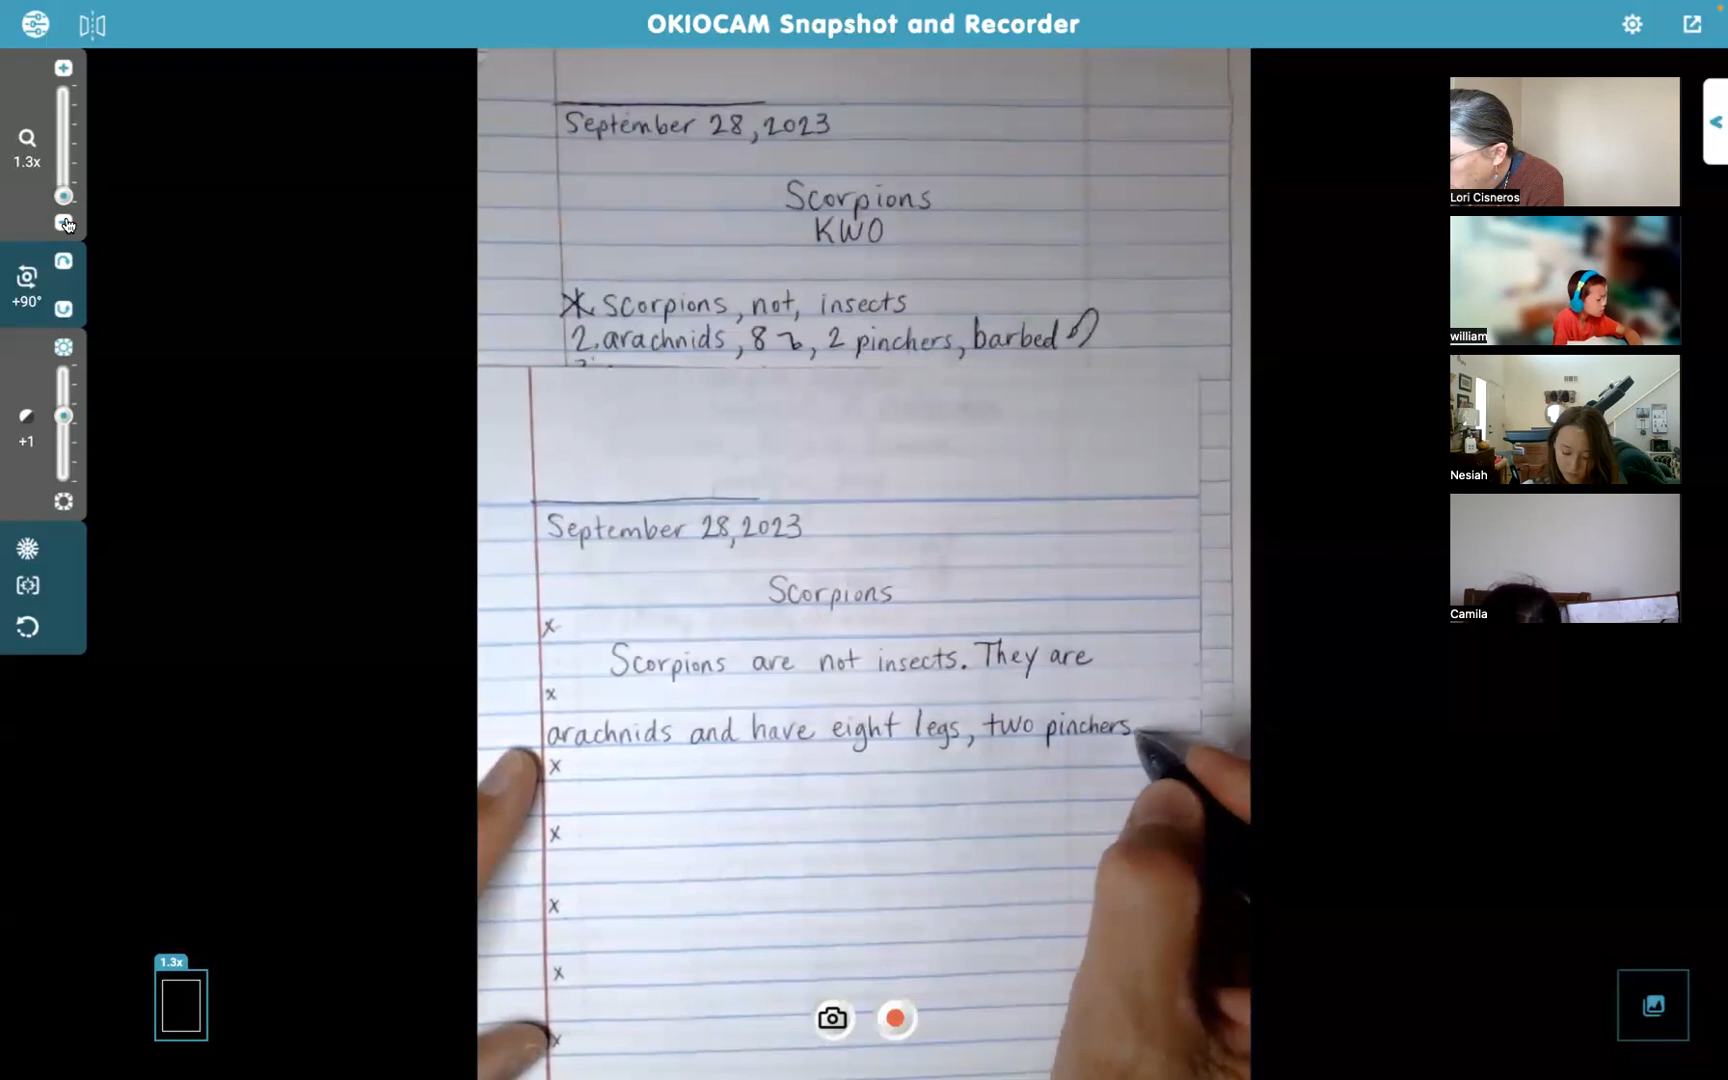 OKIOCAM Snapshot and Recorder
1.3x
+90°
+1
September 28, 2023
Scorpions
KWO
scorpions, not, insects
2. arachnids, 8, 2 pinchers, barbed
September 28, 2023
Scorpions
x
Scorpions are not insects. They are
x
arachnids and have eight legs, two pinchers
x
x
x
x
x
1.3x
Lori Cisneros
william
Nesiah
Camila